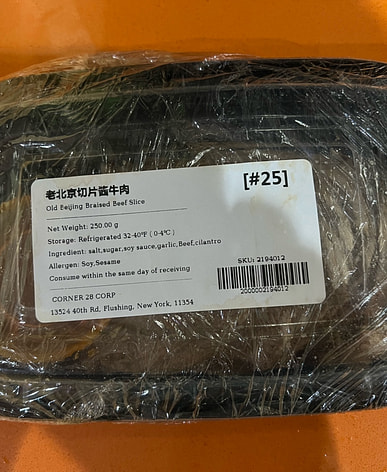 老北京切片酱牛肉
[#25]
Old Beijing Braised Beef Slice
Net Weight: 250.00 g
Storage: Refrigerated 32-40℉ ( 0-4℃ )
Ingredient: salt,sugar,soy sauce,garlic,Beef,cilantro
Allergen: Soy,Sesame
Consume within the same day of receiving
SKU: 2194012
2000002194012
CORNER 28 CORP
13524 40th Rd, Flushing, New York, 11354